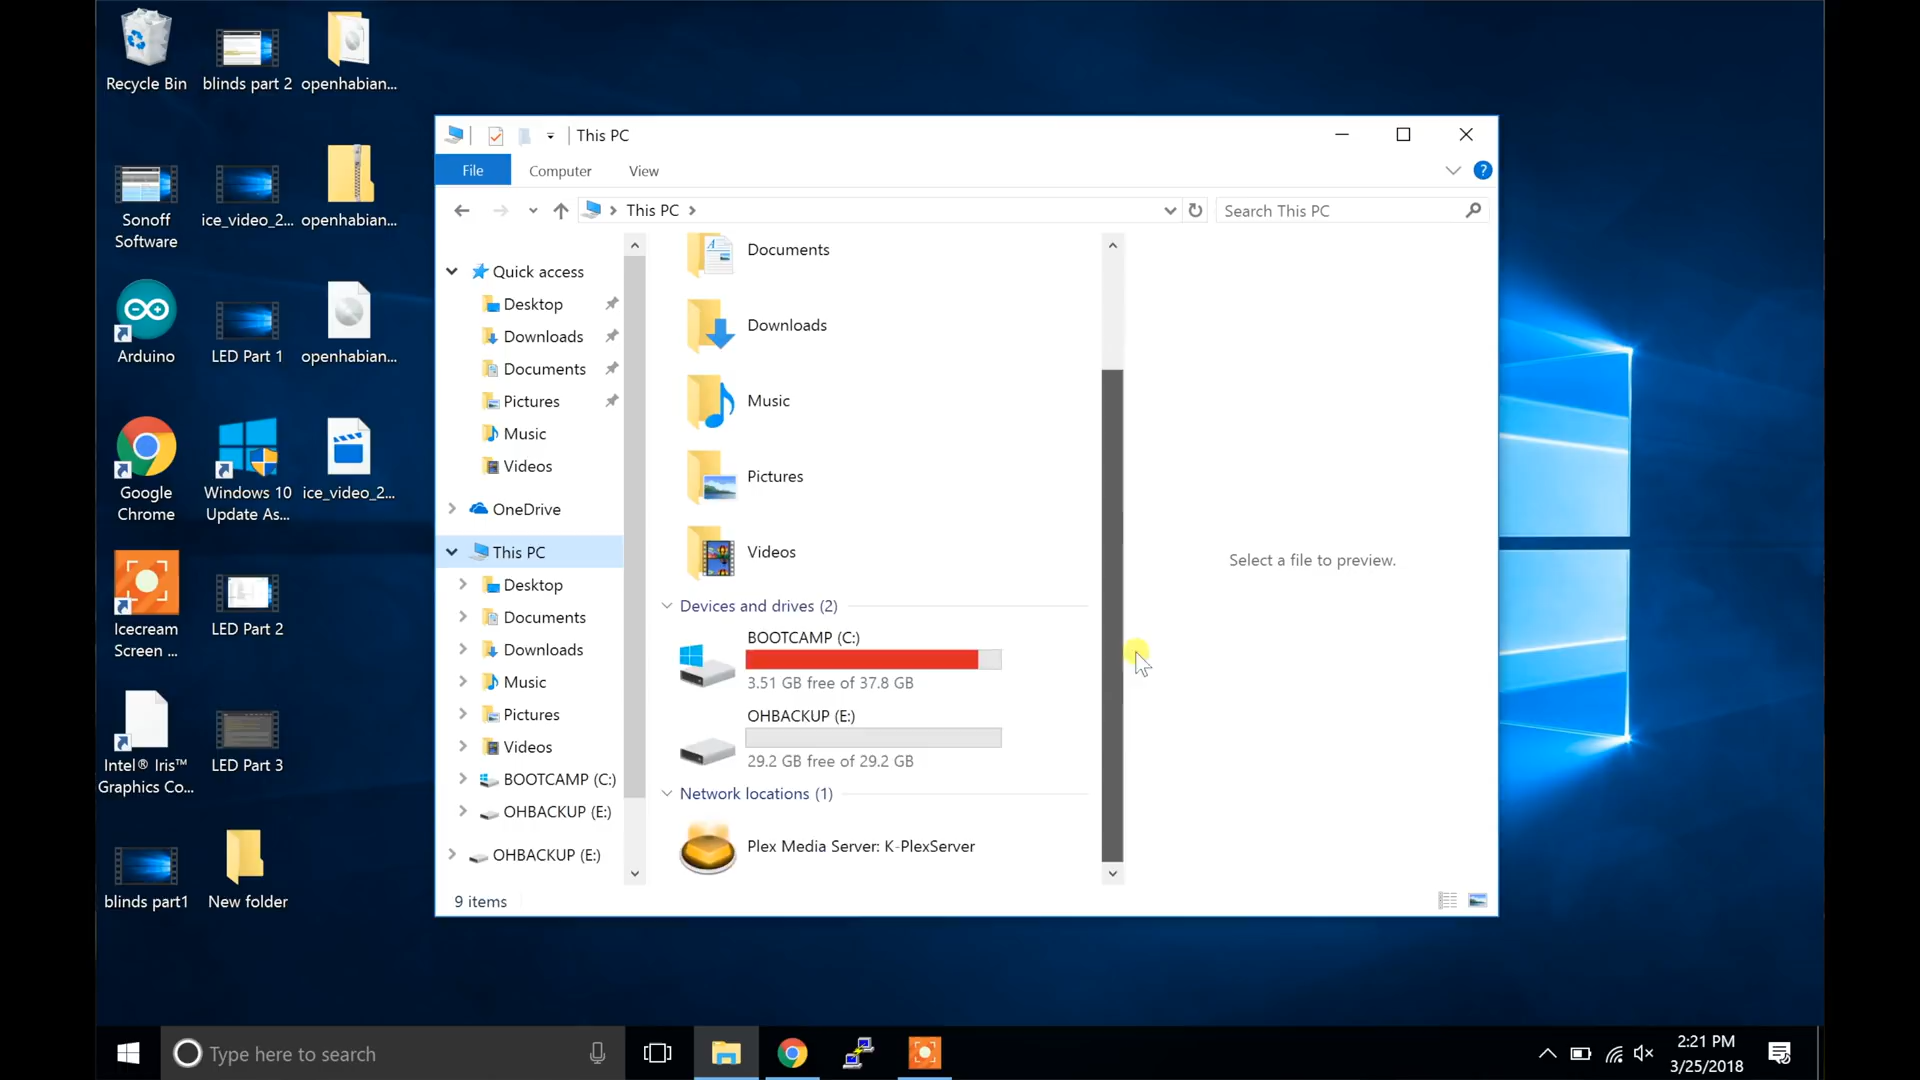 Recycle Bin
blinds part 2
openhabian...
Sonoff
Software
ice_video_2...
openhabian...
Arduino
LED Part 1
openhabian...
Google
Chrome
Windows 10
Update As...
ice_video_2...
Icecream
Screen ...
LED Part 2
Intel® Iris™
Graphics Co...
LED Part 3
blinds part1
New folder
This PC
File
Computer
View
?
This PC
Search This PC
Quick access
Desktop
Downloads
Documents
Pictures
Music
Videos
OneDrive
This PC
Desktop
Documents
Downloads
Music
Pictures
Videos
BOOTCAMP (C:)
OHBACKUP (E:)
OHBACKUP (E:)
Documents
Downloads
Music
Pictures
Videos
Devices and drives (2)
BOOTCAMP (C:)
3.51 GB free of 37.8 GB
OHBACKUP (E:)
29.2 GB free of 29.2 GB
Network locations (1)
Plex Media Server: K-PlexServer
Select a file to preview.
9 items
Type here to search
2:21 PM
3/25/2018